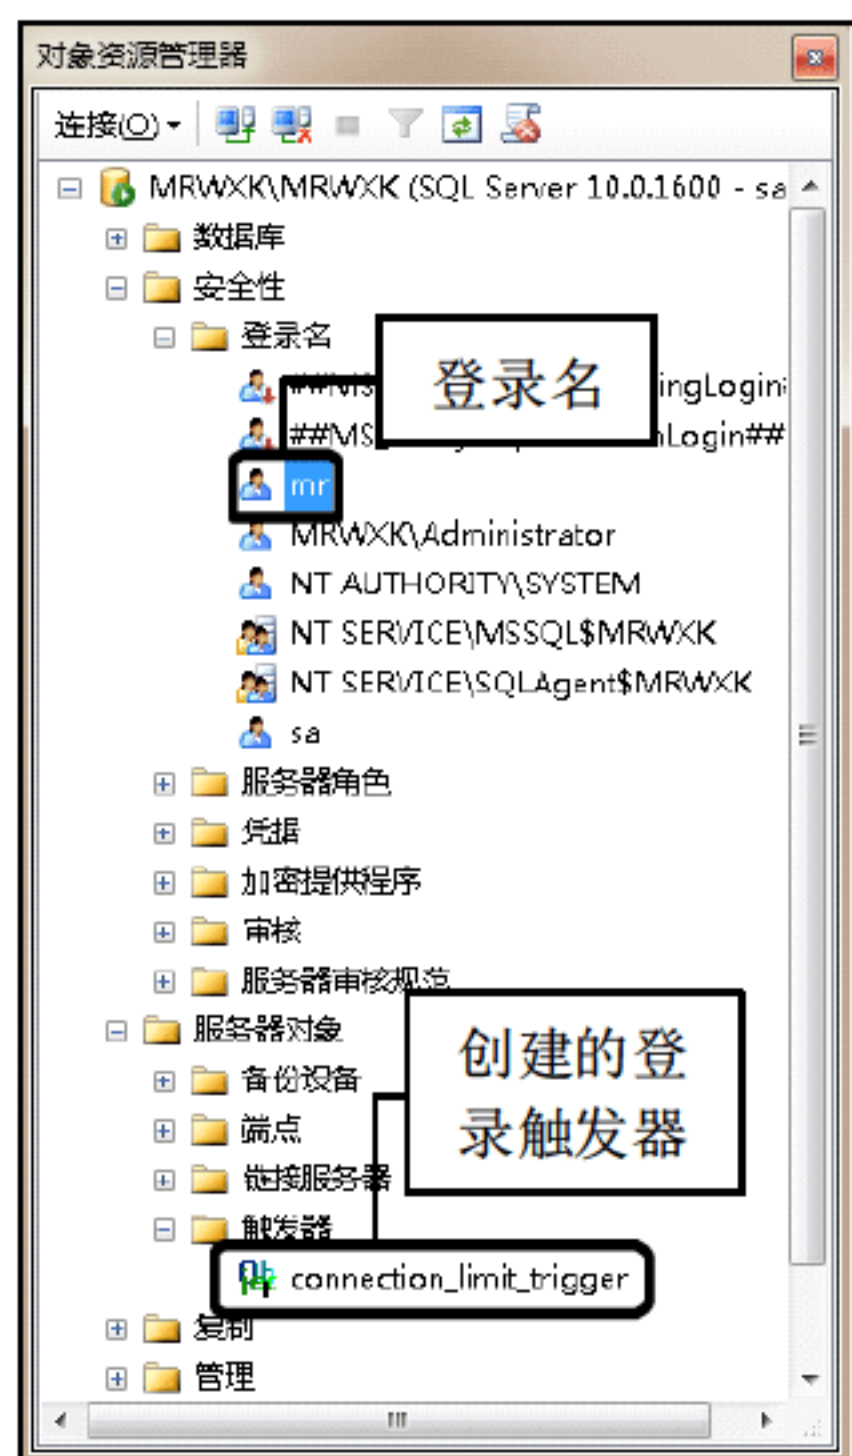 对象资源管理器
连接(O)
MRWXK\MRWXK (SQL Server 10.0.1600 - sa
数据库
安全性
登录名
登录名
ingLogin
##MS_ nLogin##
mr
MRWXK\Administrator
NT AUTHORITY\SYSTEM
NT SERVICE\MSSQL$MRWXK
NT SERVICE\SQLAgent$MRWXK
sa
服务器角色
凭据
加密提供程序
审核
服务器审核规范
服务器对象
创建的登
录触发器
备份设备
端点
链接服务器
触发器
connection_limit_trigger
复制
管理